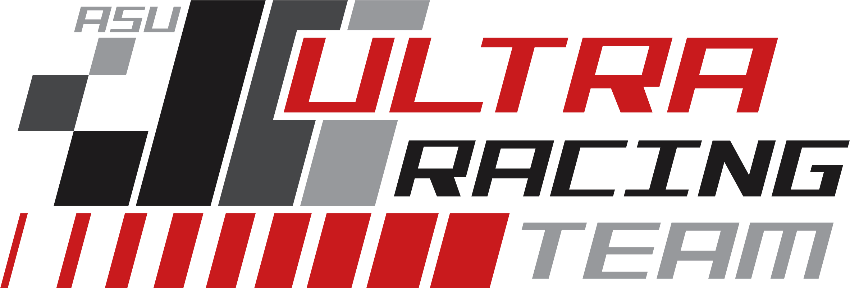 ASU
ULTRA
RACING
TEAM